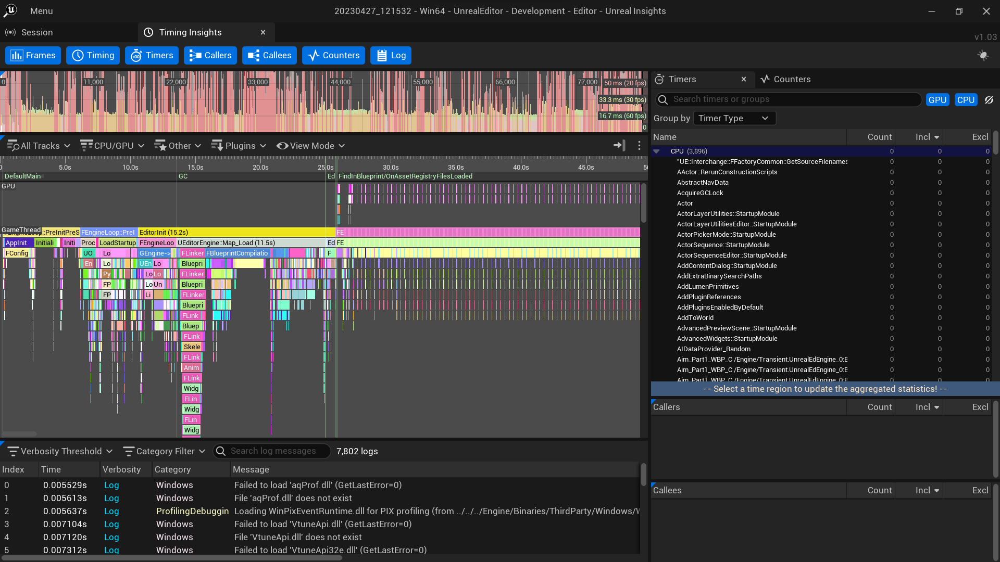 Menu
20230427_121532 - Win64 - UnrealEditor - Development - Editor - Unreal Insights
Session
Timing Insights
v1.03
Frames
Timing
Timers
Callers
Callees
Counters
Log
0 11,000 22,000 33,000 44,000 55,000 66,000 77,000
50 ms (20 fps)
33.3 ms (30 fps)
16.7 ms (60 fps)
0
All Tracks
CPU/GPU
Other
Plugins
View Mode
5.0s 10.0s 15.0s 20.0s 25.0s 30.0s 35.0s 40.0s 45.0s
DefaultMain GC Ed FindInBlueprint/OnAssetRegistryFilesLoaded
GPU
GameThread ::PreInitPreS FEngineLoop::PreI EditorInit (15.2s) FE
AppInit Initiali Initi Proc LoadStartup FEngineLoo UEditorEngine::Map_Load (11.5s) Ed FE
FConfig UO Lo GEngine-> FLinker FBlueprintCompilatio F
En Lo UEn Lo Bluepri
Py Lo Lo FLinker
FP Lo Un Bluepri
FP Li FLinker
Bluepri
FLink
Bluep
FLink
Skele
FLink
Anim
FLink
Widg
FLin
Widg
FLin
Widg
Verbosity Threshold
Category Filter
Search log messages
7,802 logs
Index Time Verbosity Category Message
0 0.005529s Log Windows Failed to load 'aqProf.dll' (GetLastError=0)
1 0.005613s Log Windows File 'aqProf.dll' does not exist
2 0.005637s Log ProfilingDebuggin Loading WinPixEventRuntime.dll for PIX profiling (from ../../../Engine/Binaries/ThirdParty/Windows/W
3 0.007104s Log Windows Failed to load 'VtuneApi.dll' (GetLastError=0)
4 0.007120s Log Windows File 'VtuneApi.dll' does not exist
5 0.007312s Log Windows Failed to load 'VtuneApi32e.dll' (GetLastError=0)
Timers
Counters
Search timers or groups
GPU
CPU
Group by Timer Type
Name Count Incl Excl
CPU (3,896) 0 0 0
"UE::Interchange::FFactoryCommon::GetSourceFilenames 0 0 0
AActor::RerunConstructionScripts 0 0 0
AbstractNavData 0 0 0
AcquireGCLock 0 0 0
Actor 0 0 0
ActorLayerUtilities::StartupModule 0 0 0
ActorLayerUtilitiesEditor::StartupModule 0 0 0
ActorPickerMode::StartupModule 0 0 0
ActorSequence::StartupModule 0 0 0
ActorSequenceEditor::StartupModule 0 0 0
AddContentDialog::StartupModule 0 0 0
AddExtraBinarySearchPaths 0 0 0
AddLumenPrimitives 0 0 0
AddPluginReferences 0 0 0
AddPluginsEnabledByDefault 0 0 0
AddToWorld 0 0 0
AdvancedPreviewScene::StartupModule 0 0 0
AdvancedWidgets::StartupModule 0 0 0
AIDataProvider_Random 0 0 0
Aim_Part1_WBP_C /Engine/Transient.UnrealEdEngine_0:E 0 0 0
Aim_Part1_WBP_C /Engine/Transient.UnrealEdEngine_0:E 0 0 0
Aim_Part1_WBP_C /Engine/Transient.UnrealEdEngine_0:E 0 0 0
-- Select a time region to update the aggregated statistics! --
Callers Count Incl Excl
Callees Count Incl Excl